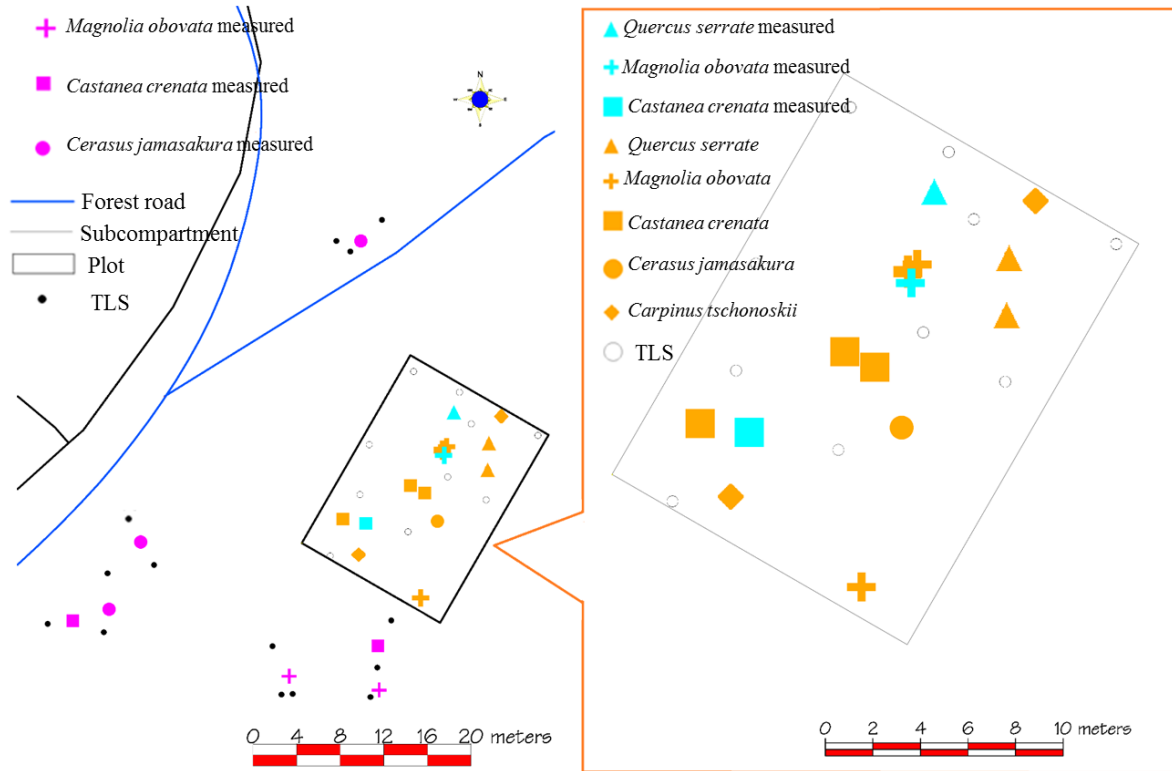 Magnolia obovata measured
Castanea crenata measured
Cerasus jamasakura measured
Forest road
Subcompartment
Plot
TLS
N
0 4 8 12 16 20 meters
Quercus serrate measured
Magnolia obovata measured
Castanea crenata measured
Quercus serrate
Magnolia obovata
Castanea crenata
Cerasus jamasakura
Carpinus tschonoskii
TLS
0 2 4 6 8 10 meters